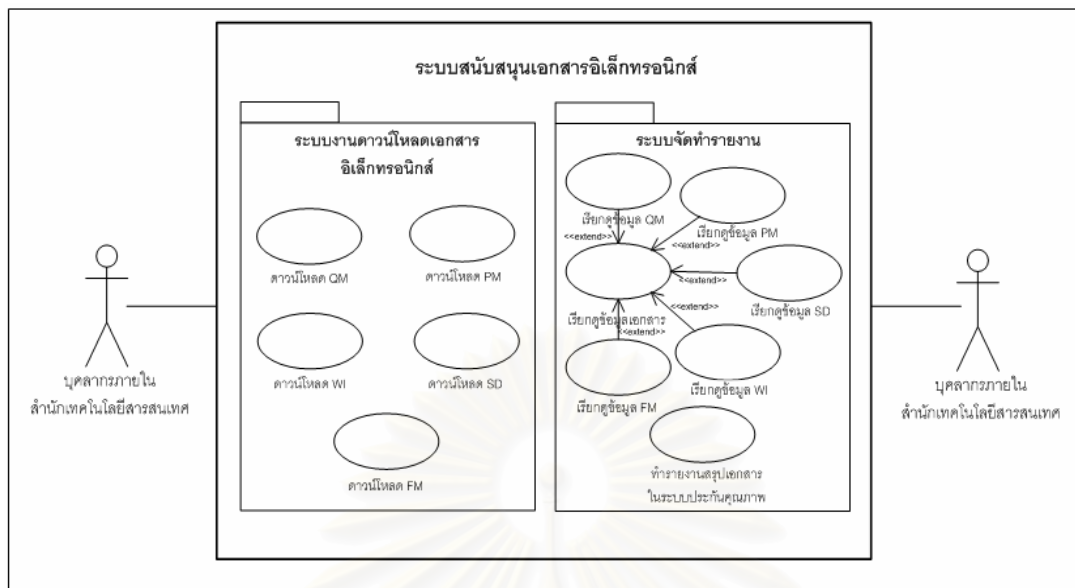 ระบบสนับสนุนเอกสารอิเล็กทรอนิกส์
ระบบงานดาวน์โหลดเอกสาร
อิเล็กทรอนิกส์
ดาวน์โหลด QM
ดาวน์โหลด PM
ดาวน์โหลด WI
ดาวน์โหลด SD
ดาวน์โหลด FM
ระบบจัดทำรายงาน
เรียกดูข้อมูล QM
เรียกดูข้อมูล PM
<<extend>>
<<extend>>
<<extend>>
เรียกดูข้อมูล SD
<<extend>>
เรียกดูข้อมูลเอกสาร
<<extend>>
เรียกดูข้อมูล WI
เรียกดูข้อมูล FM
ทำรายงานสรุปเอกสาร
ในระบบประกันคุณภาพ
บุคลากรภายใน
สำนักเทคโนโลยีสารสนเทศ
บุคลากรภายใน
สำนักเทคโนโลยีสารสนเทศ